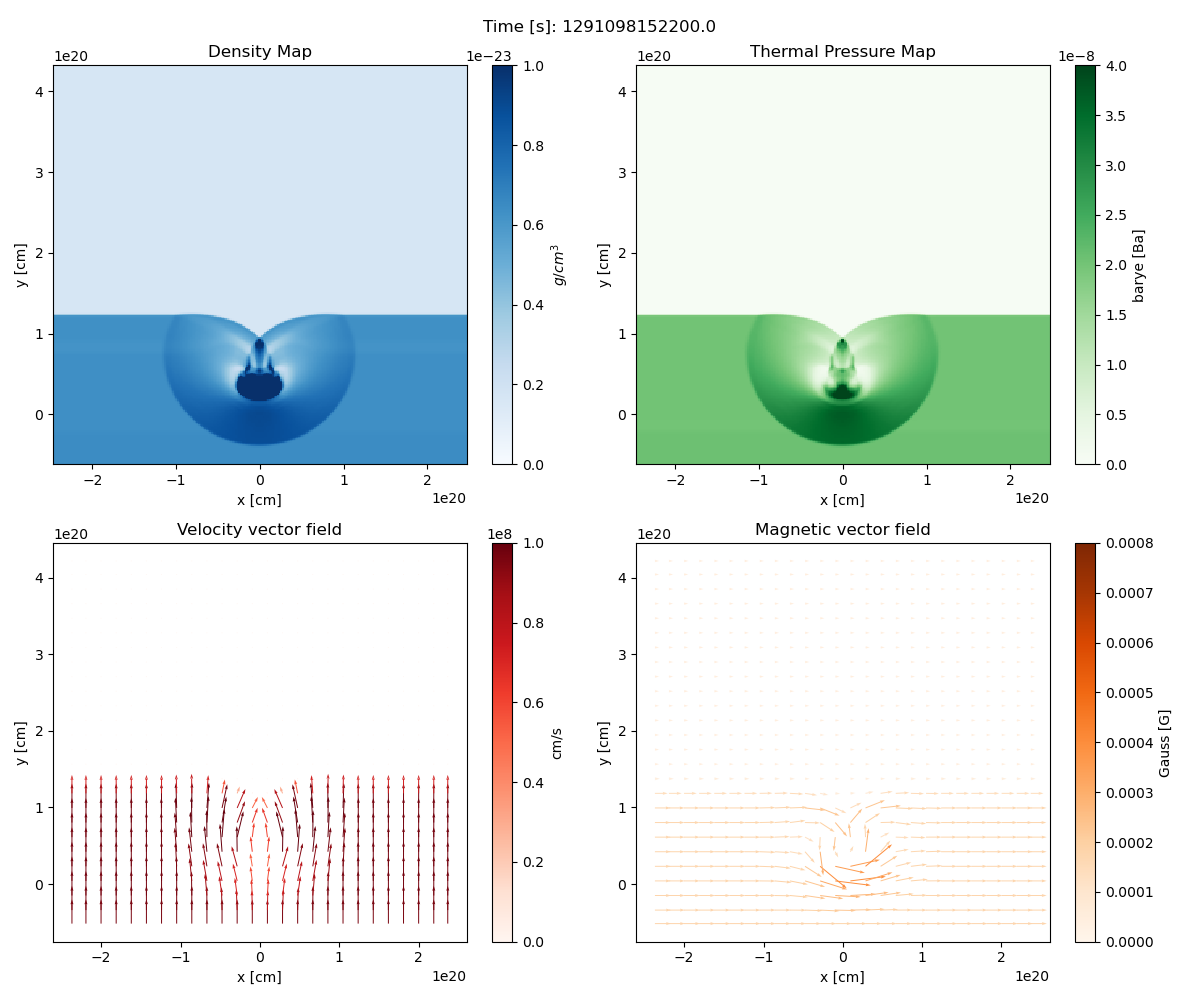 Time [s]: 1291098152200.0
Density Map
1e20
1e−23
4
3
2
1
0
y [cm]
−2
−1
0
1
2
x [cm]
1e20
1.0
0.8
0.6
0.4
0.2
0.0
g/cm³
Thermal Pressure Map
1e20
1e−8
4
3
2
1
0
y [cm]
−2
−1
0
1
2
x [cm]
1e20
4.0
3.5
3.0
2.5
2.0
1.5
1.0
0.5
0.0
barye [Ba]
Velocity vector field
1e20
1e8
4
3
2
1
0
y [cm]
−2
−1
0
1
2
x [cm]
1e20
1.0
0.8
0.6
0.4
0.2
0.0
cm/s
Magnetic vector field
1e20
4
3
2
1
0
y [cm]
−2
−1
0
1
2
x [cm]
1e20
0.0008
0.0007
0.0006
0.0005
0.0004
0.0003
0.0002
0.0001
0.0000
Gauss [G]